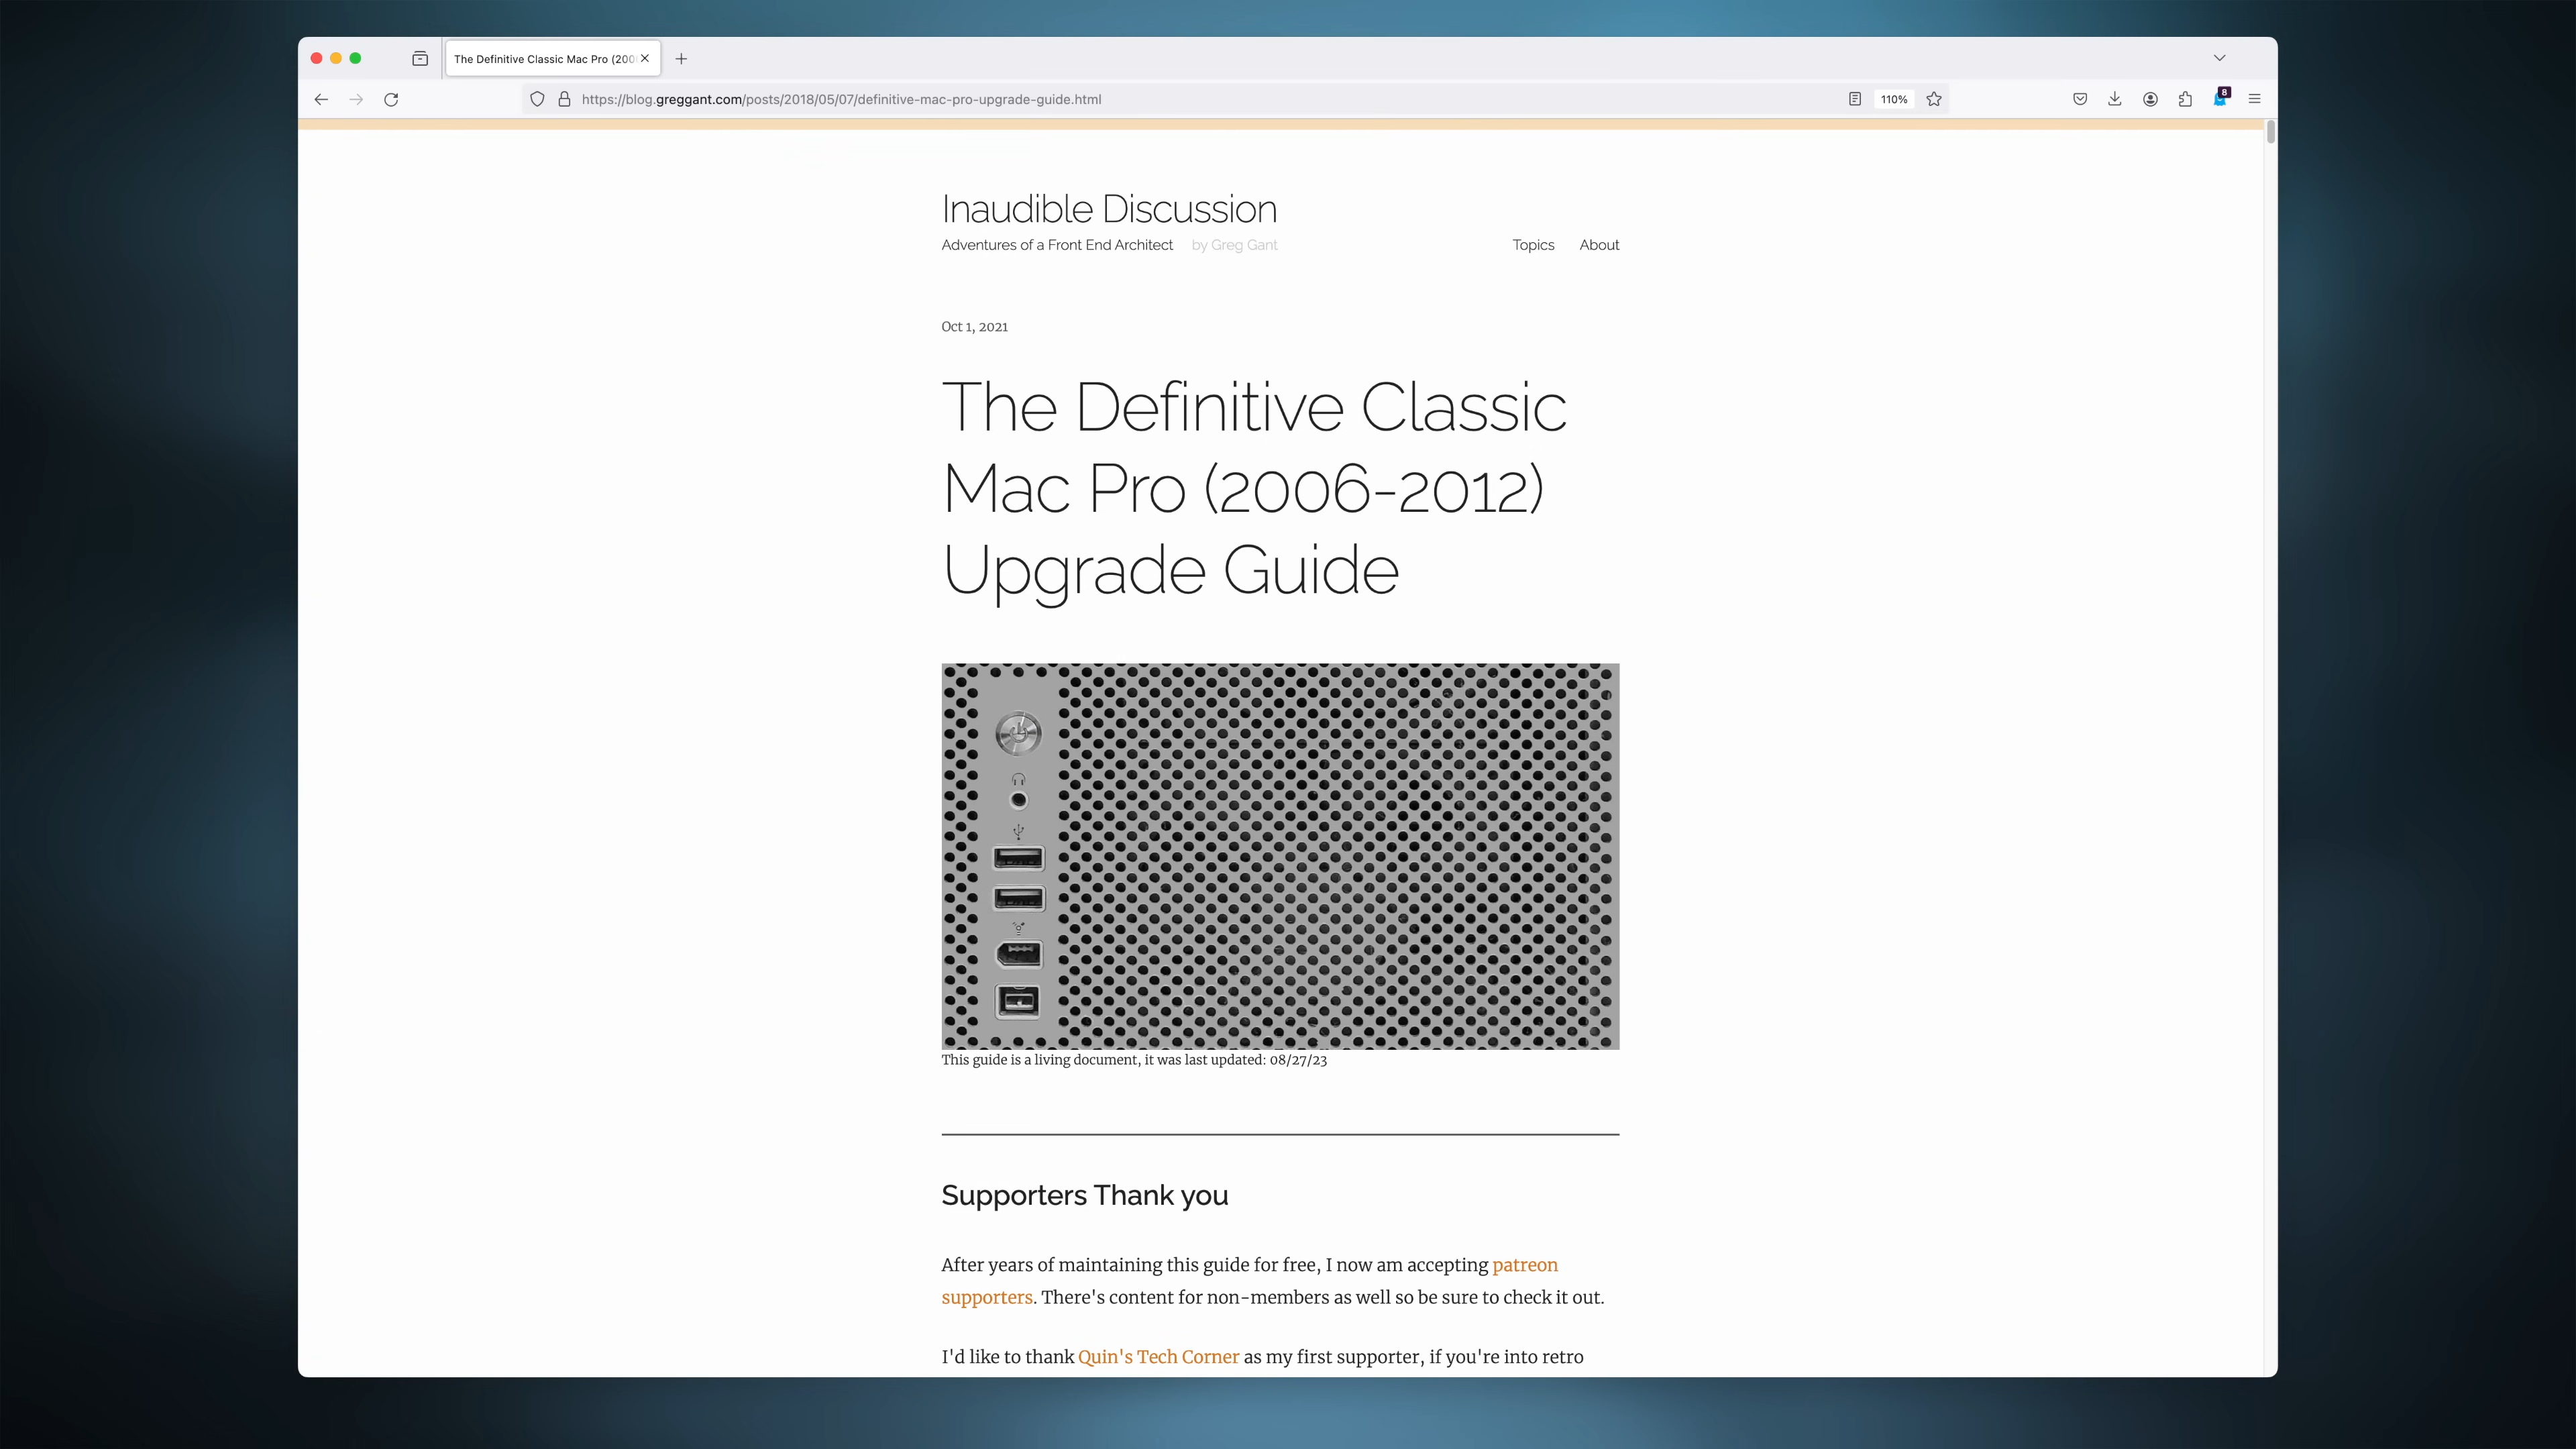 The Definitive Classic Mac Pro (200
https://blog.greggant.com/posts/2018/05/07/definitive-mac-pro-upgrade-guide.html
110%
8
Inaudible Discussion
Adventures of a Front End Architect by Greg Gant
Topics About
Oct 1, 2021
The Definitive Classic
Mac Pro (2006-2012)
Upgrade Guide
This guide is a living document, it was last updated: 08/27/23
Supporters Thank you
After years of maintaining this guide for free, I now am accepting patreon
supporters. There's content for non-members as well so be sure to check it out.
I'd like to thank Quin's Tech Corner as my first supporter, if you're into retro